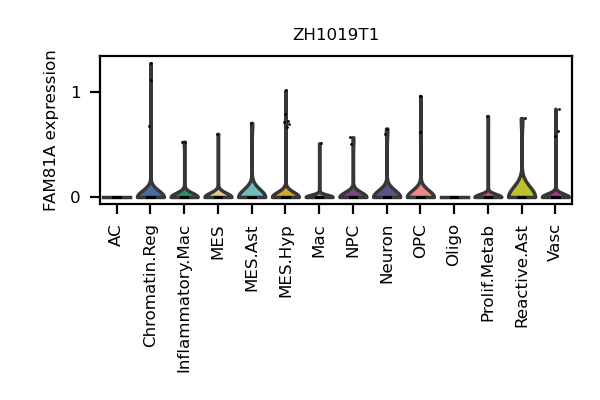 ZH1019T1
FAM81A expression
1
0
AC
Chromatin.Reg
Inflammatory.Mac
MES
MES.Ast
MES.Hyp
Mac
NPC
Neuron
OPC
Oligo
Prolif.Metab
Reactive.Ast
Vasc